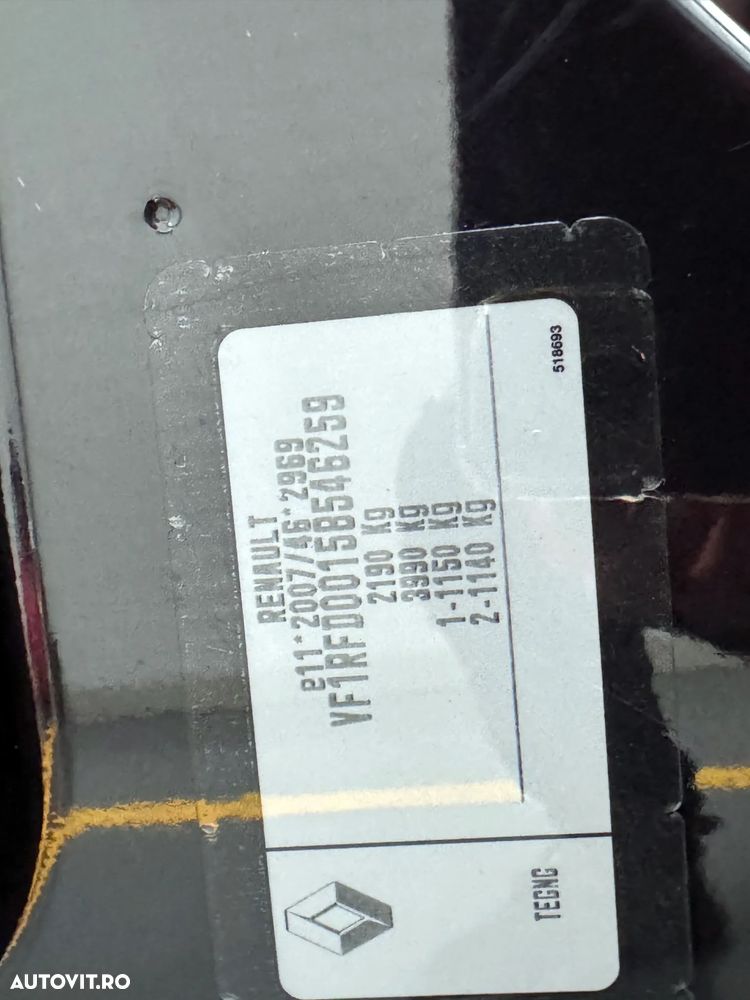 RENAULT
e11*2007/46*2969
VF1RFD0015B546259
2190 Kg
3990 Kg
1-1150 Kg
2-1140 Kg
518693
TEGNG
AUTOVIT.RO